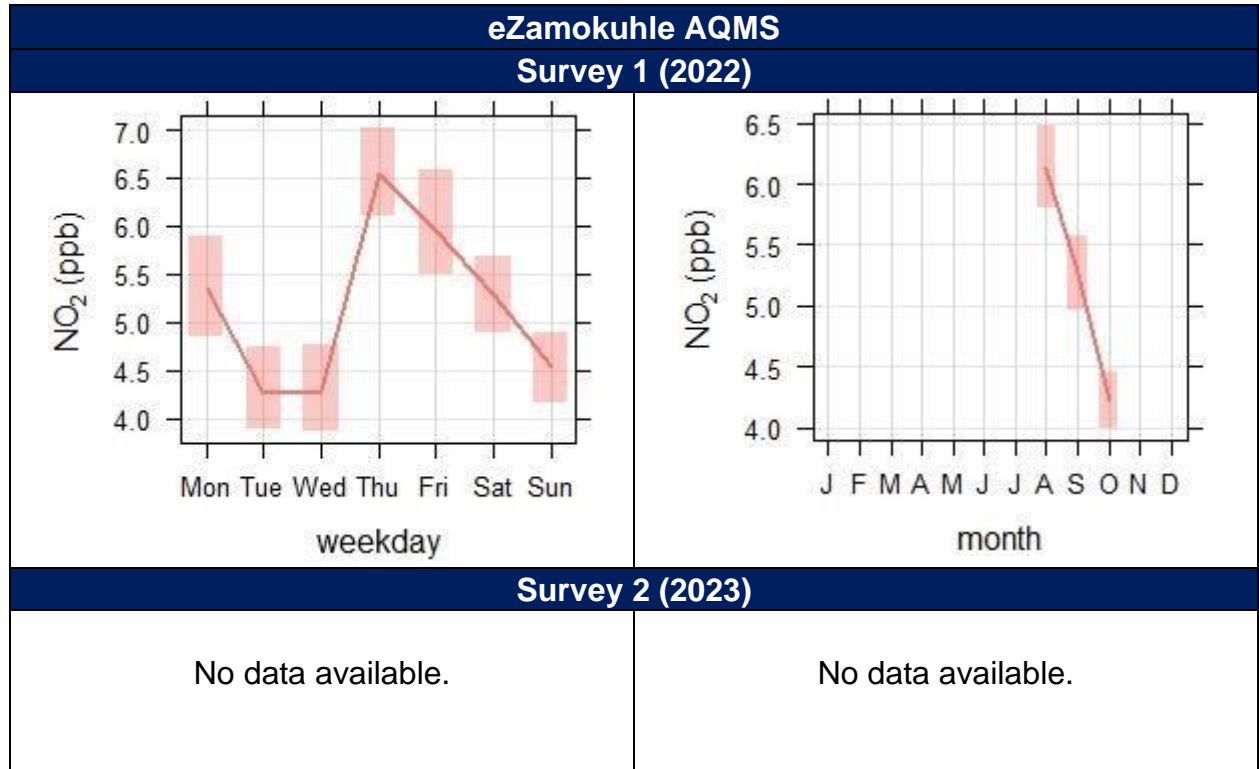 eZamokuhle AQMS
Survey 1 (2022)
NO₂ (ppb)
7.0
6.5
6.0
5.5
5.0
4.5
4.0
Mon Tue Wed Thu Fri Sat Sun
weekday
NO₂ (ppb)
6.5
6.0
5.5
5.0
4.5
4.0
J F M A M J J A S O N D
month
Survey 2 (2023)
No data available.
No data available.